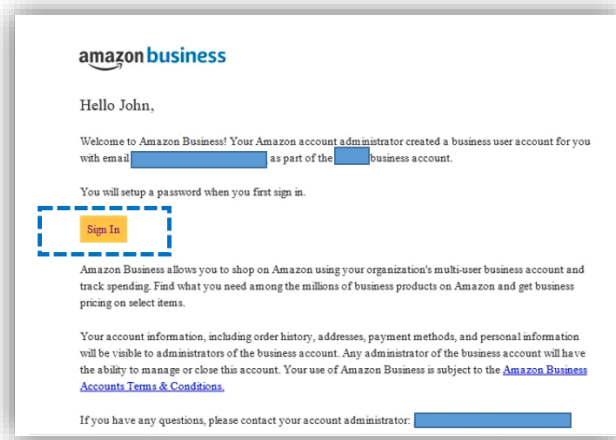 amazon business
Hello John,
Welcome to Amazon Business! Your Amazon account administrator created a business user account for you
with email as part of the business account.
You will setup a password when you first sign in.
Sign In
Amazon Business allows you to shop on Amazon using your organization's multi-user business account and
track spending. Find what you need among the millions of business products on Amazon and get business
pricing on select items.
Your account information, including order history, addresses, payment methods, and personal information
will be visible to administrators of the business account. Any administrator of the business account will have
the ability to manage or close this account. Your use of Amazon Business is subject to the Amazon Business
Accounts Terms & Conditions.
If you have any questions, please contact your account administrator: